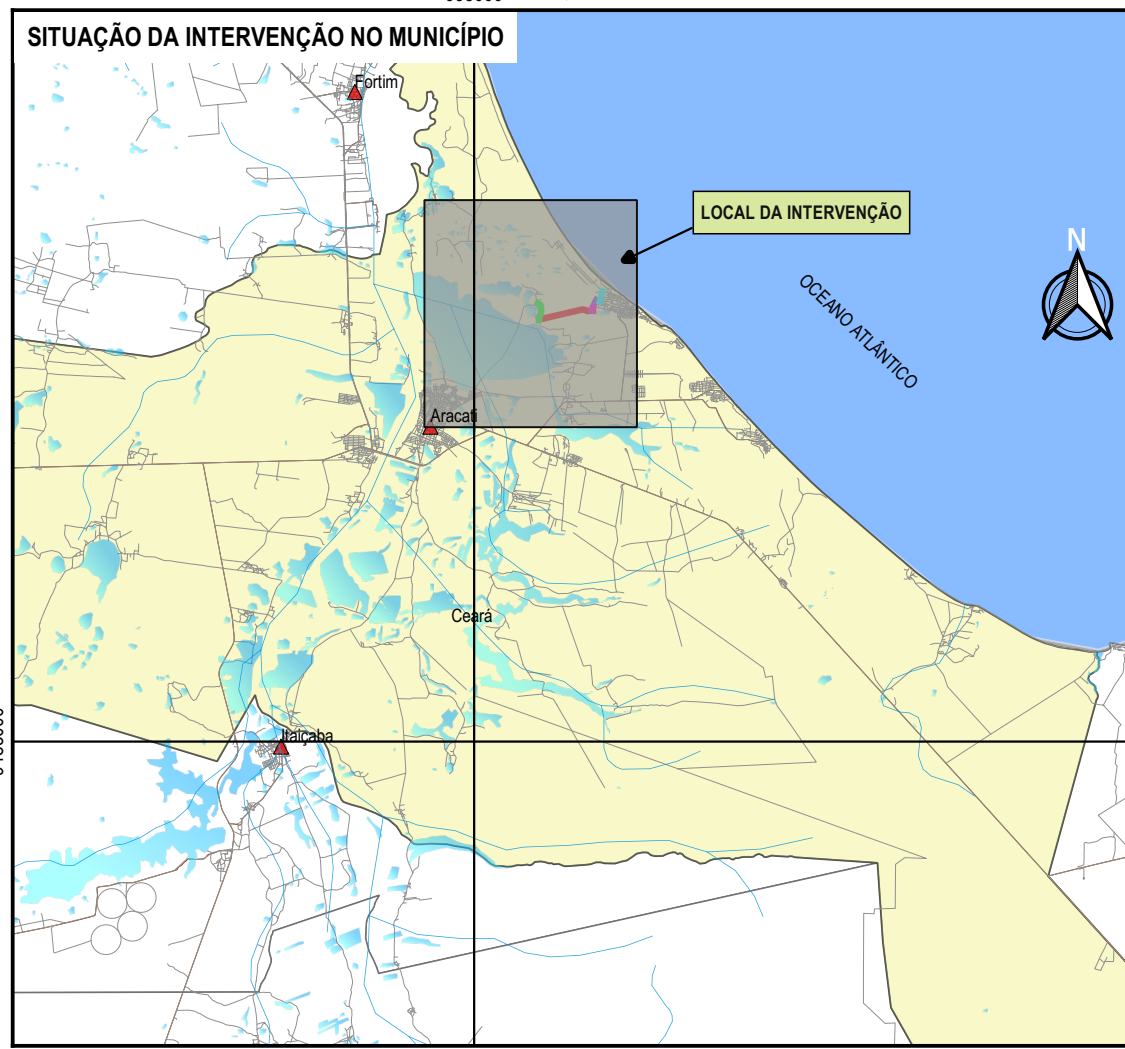 SITUAÇÃO DA INTERVENÇÃO NO MUNICÍPIO
Fortim
LOCAL DA INTERVENÇÃO
N
OCEANO ATLÂNTICO
Aracati
Ceará
Itaiçaba